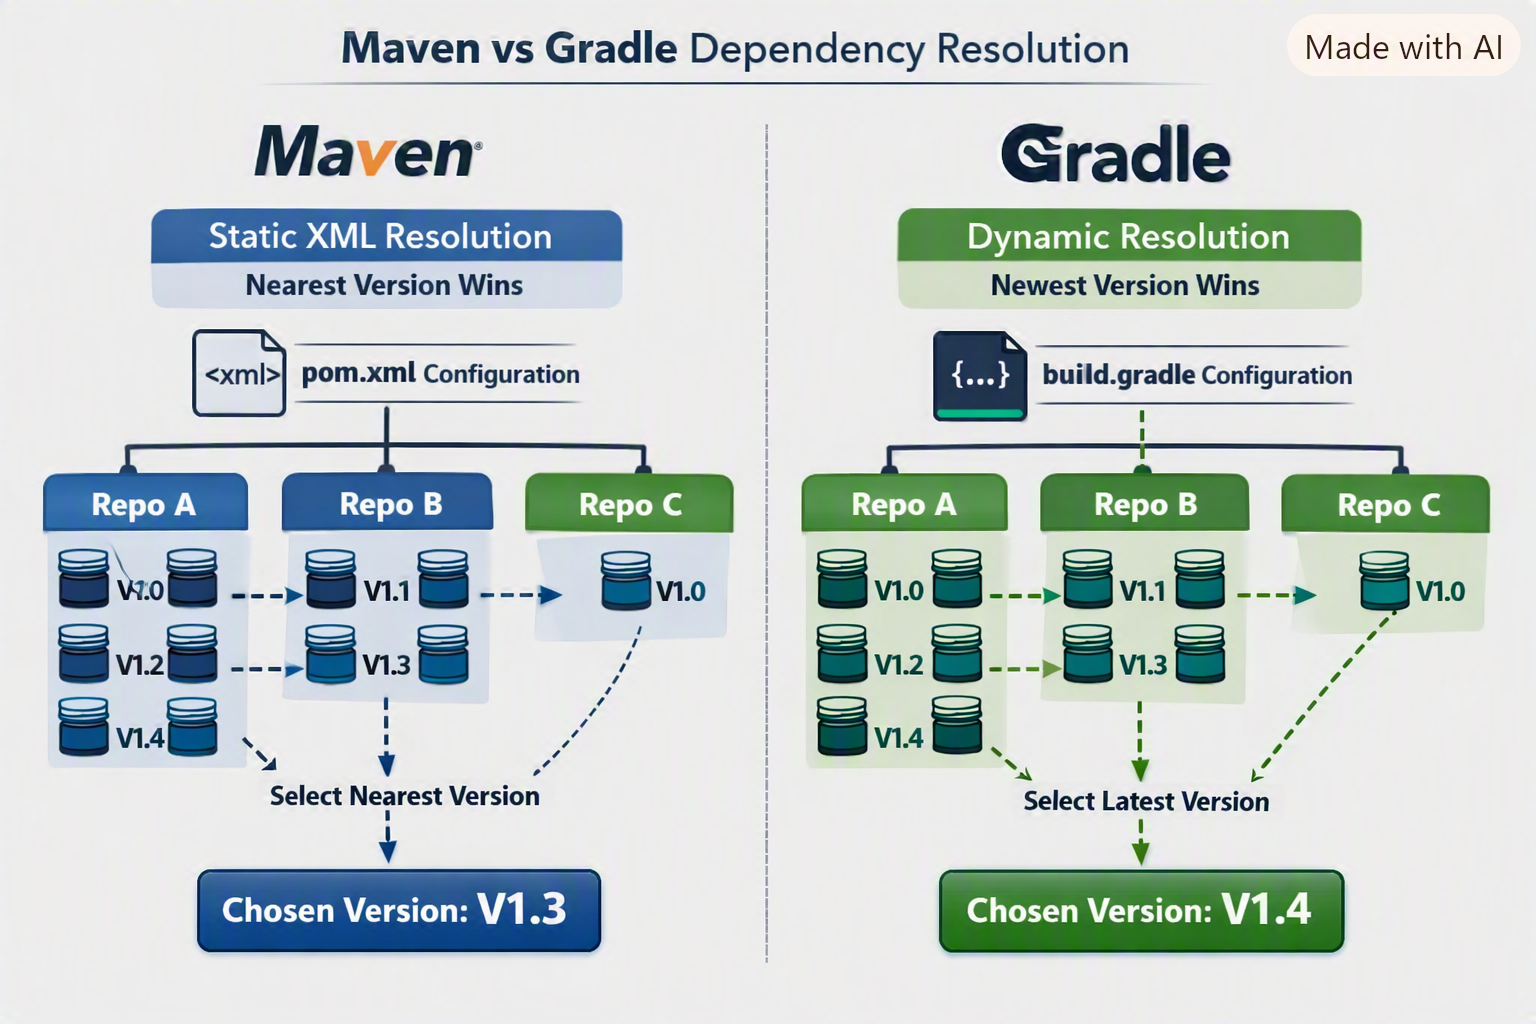 Maven vs Gradle Dependency Resolution
Made with AI
Maven®
Static XML Resolution
Nearest Version Wins
<xml>
pom.xml Configuration
Repo A
Repo B
Repo C
V1.0
V1.1
V1.0
V1.2
V1.3
V1.4
Select Nearest Version
Chosen Version: V1.3
Gradle
Dynamic Resolution
Newest Version Wins
{...}
build.gradle Configuration
Repo A
Repo B
Repo C
V1.0
V1.1
V1.0
V1.2
V1.3
V1.4
Select Latest Version
Chosen Version: V1.4